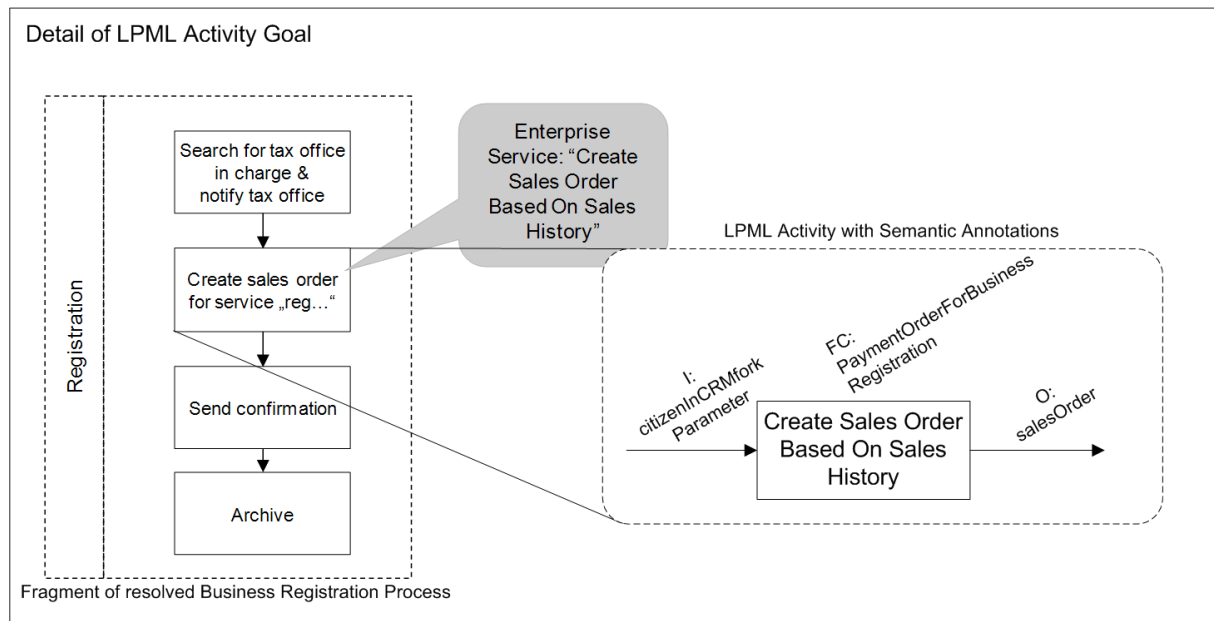 Detail of LPML Activity Goal
Registration
Search for tax office
in charge &
notify tax office
Create sales order
for service „reg…“
Send confirmation
Archive
Fragment of resolved Business Registration Process
Enterprise
Service: “Create
Sales Order
Based On Sales
History”
LPML Activity with Semantic Annotations
I:
citizenInCRMfork
Parameter
FC:
PaymentOrderForBusiness
Registration
Create Sales Order
Based On Sales
History
O:
salesOrder